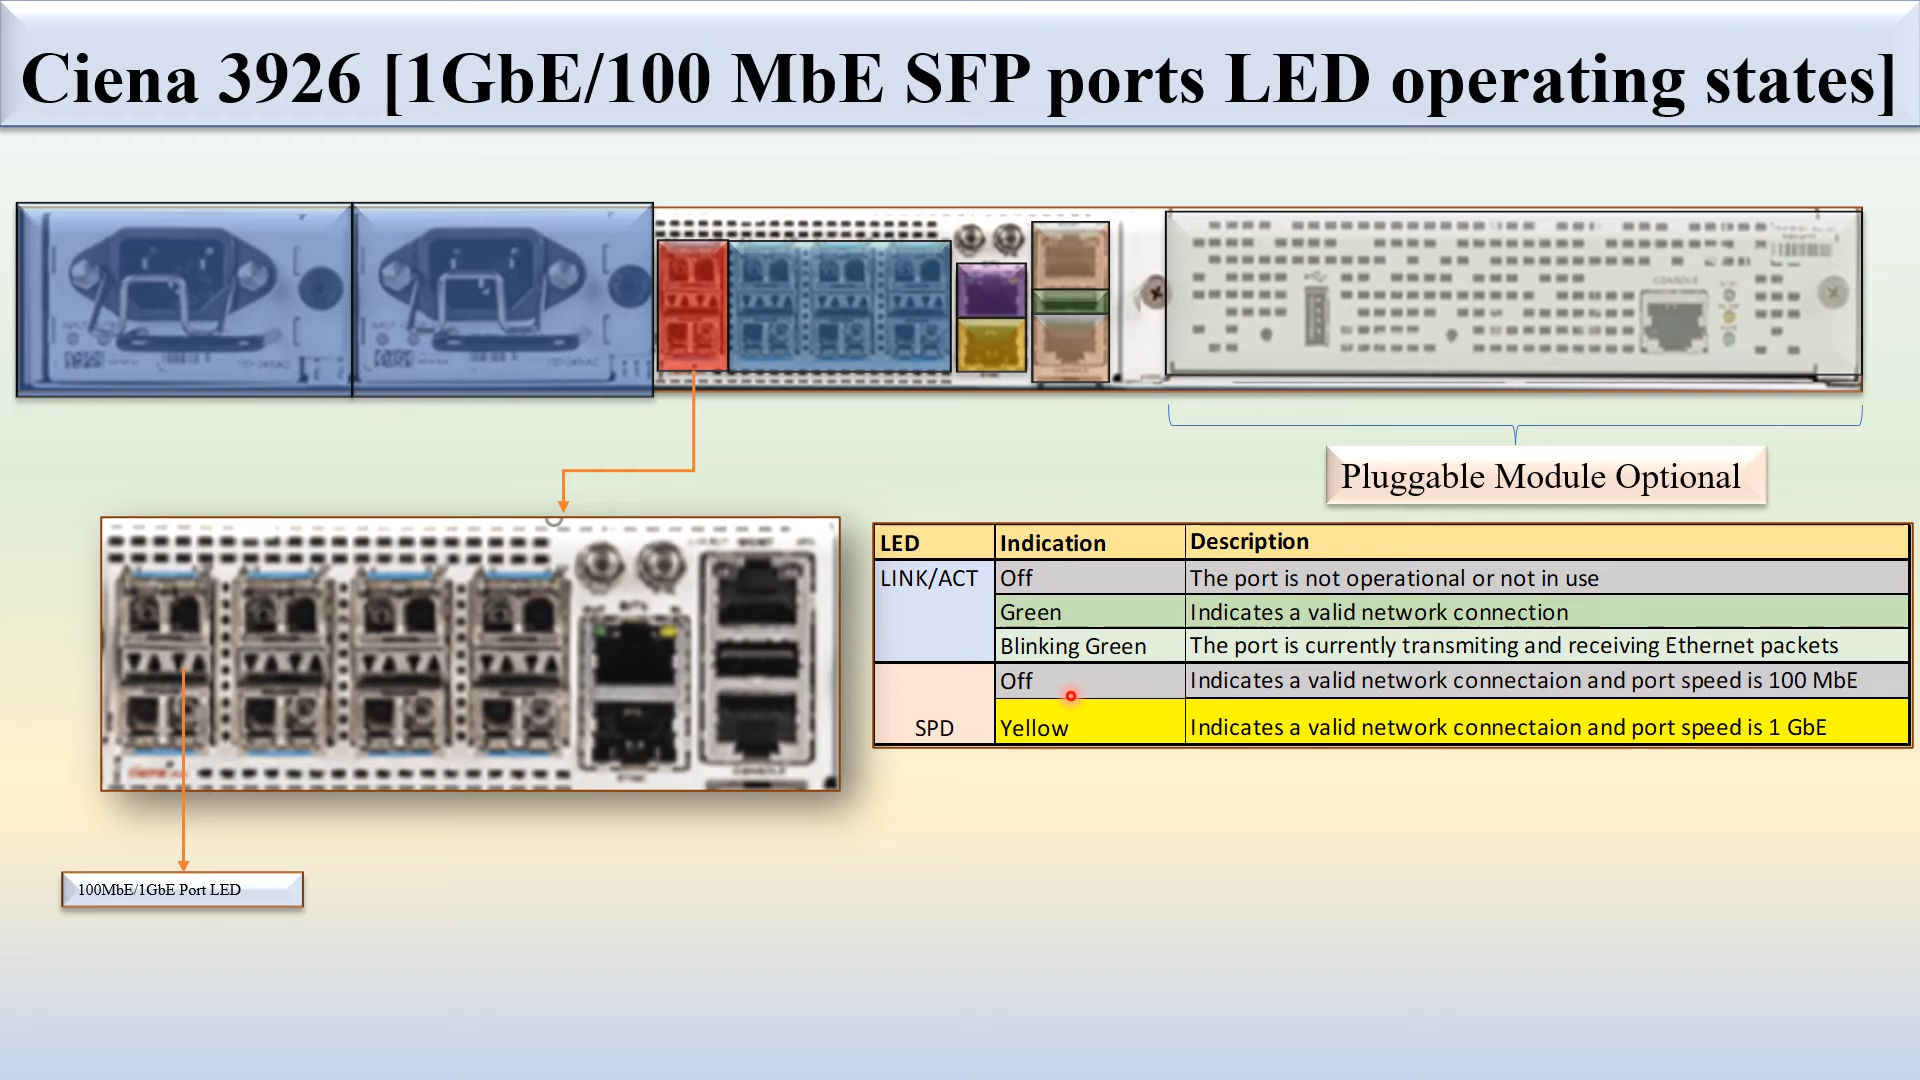 Ciena 3926 [1GbE/100 MbE SFP ports LED operating states]
CONSOLE
Pluggable Module Optional
LED Indication Description
LINK/ACT Off The port is not operational or not in use
Green Indicates a valid network connection
Blinking Green The port is currently transmiting and receiving Ethernet packets
Off Indicates a valid network connectaion and port speed is 100 MbE
SPD Yellow Indicates a valid network connectaion and port speed is 1 GbE
100MbE/1GbE Port LED